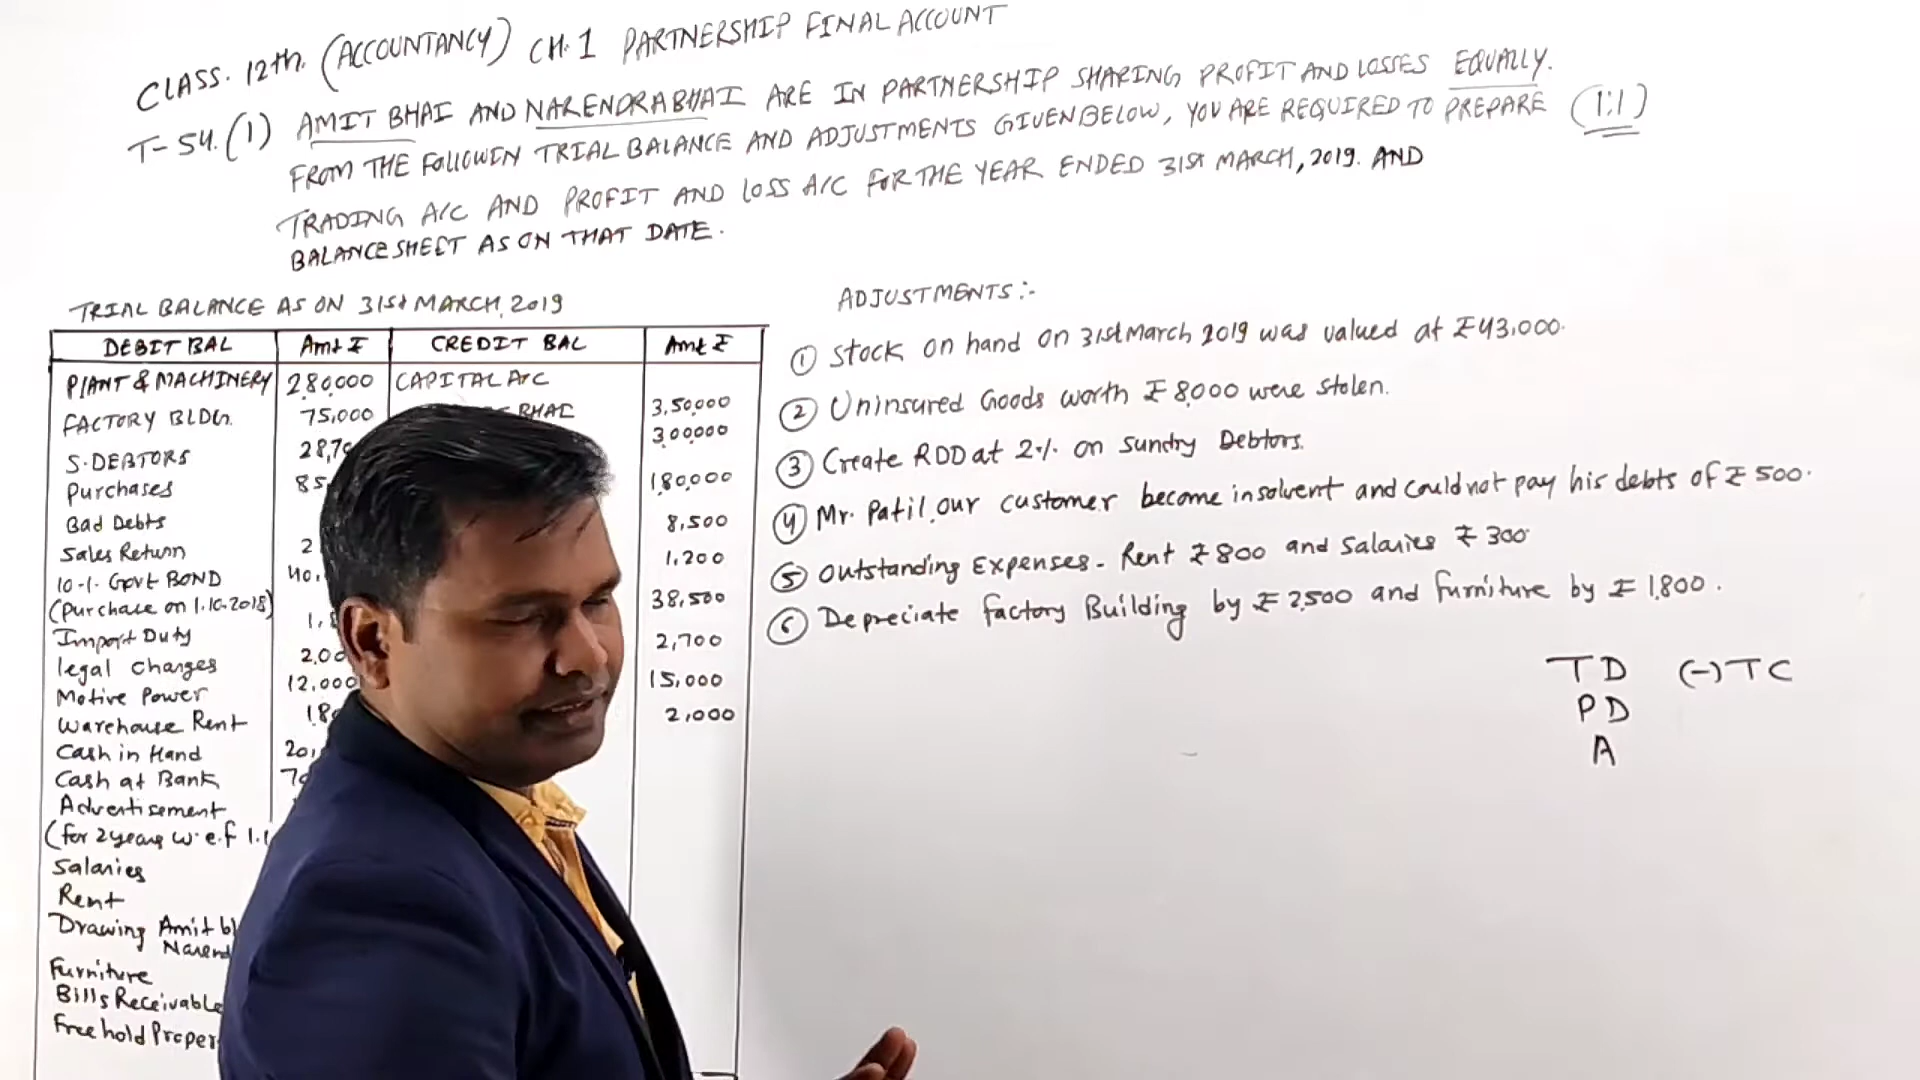 CLASS. 12th. (ACCOUNTANCY) CH.1 PARTNERSHIP FINAL ACCOUNT
T-54.(1) AMIT BHAI AND NARENDRABHAI ARE IN PARTNERSHIP SHARING PROFIT AND LOSSES EQUALLY.
FROM THE FOLLOWIN TRIAL BALANCE AND ADJUSTMENTS GIVEN BELOW, YOU ARE REQUIRED TO PREPARE (1:1)
TRADING A/C AND PROFIT AND LOSS A/C FOR THE YEAR ENDED 31st MARCH, 2019. AND
BALANCE SHEET AS ON THAT DATE.
TRIAL BALANCE AS ON 31st MARCH, 2019
DEBIT BAL Amt ₹ CREDIT BAL Amt ₹
PLANT & MACHINERY 2,80,000 CAPITAL A/C
FACTORY BLDG. 75,000 BHAI 3,50,000
3,00,000
S.DEBTORS 28,7
Purchases 85, 1,80,000
Bad Debts 8,500
Sales Return 2 1,200
10-1. Govt BOND 40,
(Purchase on 1.10.2018) 38,500
Import Duty 1,8 2,700
legal charges 2,00
Motive Power 12,000 15,000
Warehouse Rent 18 2,000
Cash in Hand 20,
Cash at Bank 70
Advertisement
(for 2 years w.e.f 1.1
Salaries
Rent
Drawing Amit b
Narend
Furniture
Bills Receivable
Free hold Proper
ADJUSTMENTS :-
① Stock on hand on 31st March 2019 was valued at ₹ 43,000.
② Uninsured Goods worth ₹ 8,000 were stolen.
③ Create RDD at 2% on Sundry Debtors.
④ Mr. Patil, our customer become insolvent and could not pay his debts of ₹ 500.
⑤ Outstanding Expenses - Rent ₹ 800 and Salaries ₹ 300
⑥ Depreciate factory Building by ₹ 2,500 and furniture by ₹ 1,800.
TD (-) TC
PD
A